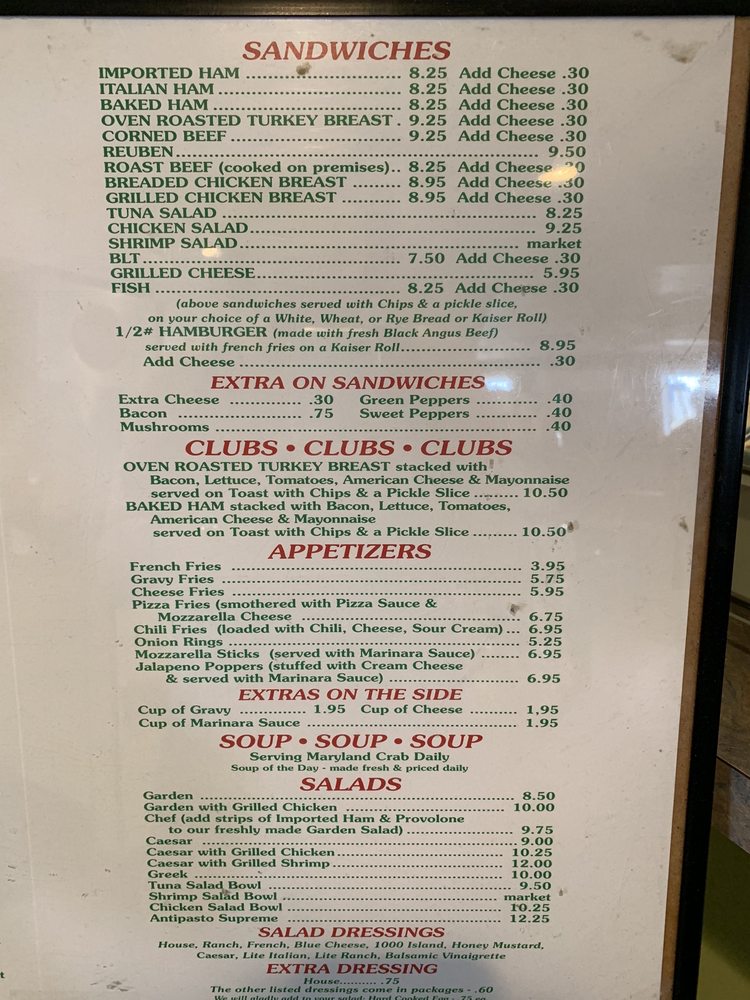 SANDWICHES
IMPORTED HAM ........................... 8.25 Add Cheese .30
ITALIAN HAM ................................ 8.25 Add Cheese .30
BAKED HAM ................................. 8.25 Add Cheese .30
OVEN ROASTED TURKEY BREAST . 9.25 Add Cheese .30
CORNED BEEF .............................. 9.25 Add Cheese .30
REUBEN................................................................ 9.50
ROAST BEEF (cooked on premises).. 8.25 Add Cheese .30
BREADED CHICKEN BREAST ......... 8.95 Add Cheese .30
GRILLED CHICKEN BREAST .......... 8.95 Add Cheese .30
TUNA SALAD ....................................................... 8.25
CHICKEN SALAD.................................................. 9.25
SHRIMP SALAD................................................. market
BLT.............................................. 7.50 Add Cheese .30
GRILLED CHEESE................................................ 5.95
FISH ........................................... 8.25 Add Cheese .30
(above sandwiches served with Chips & a pickle slice,
on your choice of a White, Wheat, or Rye Bread or Kaiser Roll)
1/2# HAMBURGER (made with fresh Black Angus Beef)
served with french fries on a Kaiser Roll....................... 8.95
Add Cheese ..................................................... .30
EXTRA ON SANDWICHES
Extra Cheese ............. .30 Green Peppers ........... .40
Bacon ...................... .75 Sweet Peppers ........... .40
Mushrooms ......................................................... .40
CLUBS • CLUBS • CLUBS
OVEN ROASTED TURKEY BREAST stacked with
Bacon, Lettuce, Tomatoes, American Cheese & Mayonnaise
served on Toast with Chips & a Pickle Slice ......... 10.50
BAKED HAM stacked with Bacon, Lettuce, Tomatoes,
American Cheese & Mayonnaise
served on Toast with Chips & a Pickle Slice ......... 10.50
APPETIZERS
French Fries ..................................................... 3.95
Gravy Fries ...................................................... 5.75
Cheese Fries ..................................................... 5.95
Pizza Fries (smothered with Pizza Sauce &
Mozzarella Cheese ........................................ 6.75
Chili Fries (loaded with Chili, Cheese, Sour Cream) ... 6.95
Onion Rings ..................................................... 5.25
Mozzarella Sticks (served with Marinara Sauce) ....... 6.95
Jalapeno Poppers (stuffed with Cream Cheese
& served with Marinara Sauce) ........................ 6.95
EXTRAS ON THE SIDE
Cup of Gravy ............. 1.95 Cup of Cheese ......... 1,95
Cup of Marinara Sauce ........................................ 1.95
SOUP • SOUP • SOUP
Serving Maryland Crab Daily
Soup of the Day - made fresh & priced daily
SALADS
Garden ............................................................ 8.50
Garden with Grilled Chicken ............................... 10.00
Chef (add strips of Imported Ham & Provolone
to our freshly made Garden Salad) ..................... 9.75
Caesar ............................................................ 9.00
Caesar with Grilled Chicken ................................ 10.25
Caesar with Grilled Shrimp.................................. 12.00
Greek ............................................................. 10.00
Tuna Salad Bowl ................................................ 9.50
Shrimp Salad Bowl ............................................ market
Chicken Salad Bowl ........................................... 10.25
Antipasto Supreme ............................................ 12.25
SALAD DRESSINGS
House, Ranch, French, Blue Cheese, 1000 Island, Honey Mustard,
Caesar, Lite Italian, Lite Ranch, Balsamic Vinaigrette
EXTRA DRESSING
House.......... .75
The other listed dressings come in packages - .60
We will gladly add to your salad: Hard Cooked Egg - .75 ea.